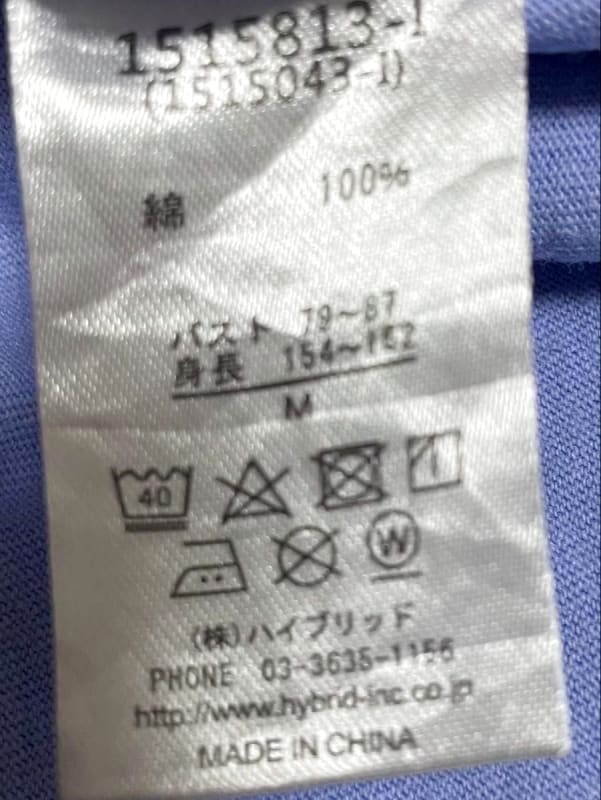 1515813-1
(1515043-1)
綿 100%
バスト 79~87
身長 154~162
M
40
W
(株)ハイブリッド
PHONE 03-3635-1156
http://www.hybrid-inc.co.jp
MADE IN CHINA